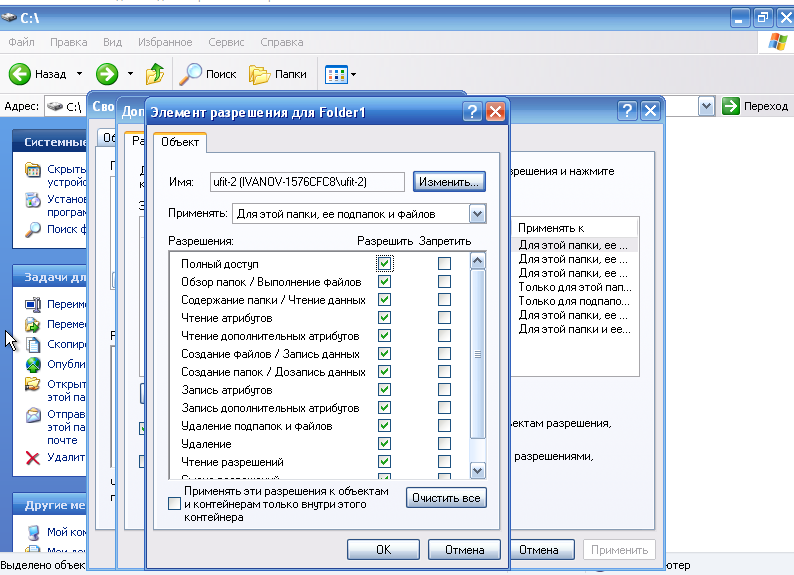 C:\
Файл Правка Вид Избранное Сервис Справка
Назад Поиск Папки
Адрес: C:\ Переход
Сво
Доп
Элемент разрешения для Folder1
Объект
Имя: ufit-2 (IVANOV-1576CFC8\ufit-2) Изменить...
Применять: Для этой папки, ее подпапок и файлов
Разрешения: Разрешить Запретить
Полный доступ
Обзор папок / Выполнение файлов
Содержание папки / Чтение данных
Чтение атрибутов
Чтение дополнительных атрибутов
Создание файлов / Запись данных
Создание папок / Дозапись данных
Запись атрибутов
Запись дополнительных атрибутов
Удаление подпапок и файлов
Удаление
Чтение разрешений
Применять эти разрешения к объектам
и контейнерам только внутри этого
контейнера
Очистить все
OK Отмена
Системные
Скрыть
устройс
Установ
програм
Поиск ф
Задачи дл
Переим
Переме
Скопир
Опубли
Открыт
этой па
Отправ
этой па
почте
Удалит
Другие ме
Мой ком
разрешения и нажмите
Применять к
Для этой папки, ее ...
Для этой папки, ее ...
Для этой папки, ее ...
Только для этой пап...
Только для подпапо...
Для этой папки, ее ...
Для этой папки и ее...
ектам разрешения,
разрешениями,
Отмена Применить
Выделено объек
ютер